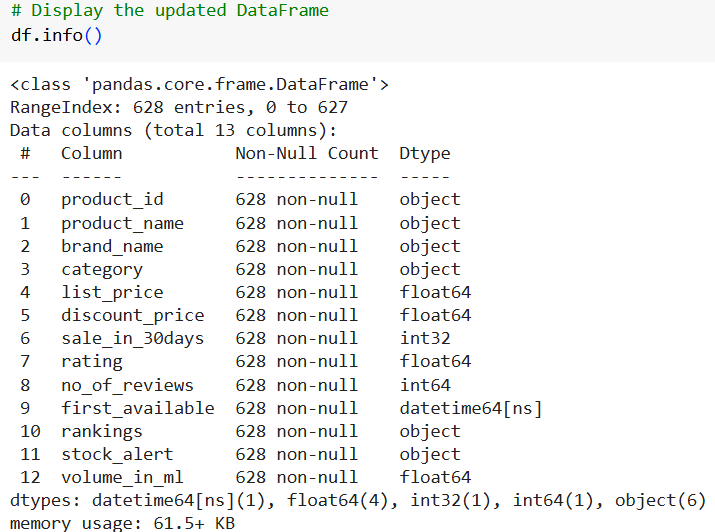 # Display the updated DataFrame
df.info()
<class 'pandas.core.frame.DataFrame'>
RangeIndex: 628 entries, 0 to 627
Data columns (total 13 columns):
 #   Column           Non-Null Count  Dtype
---  ------           --------------  -----
 0   product_id       628 non-null    object
 1   product_name     628 non-null    object
 2   brand_name       628 non-null    object
 3   category         628 non-null    object
 4   list_price       628 non-null    float64
 5   discount_price   628 non-null    float64
 6   sale_in_30days   628 non-null    int32
 7   rating           628 non-null    float64
 8   no_of_reviews    628 non-null    int64
 9   first_available  628 non-null    datetime64[ns]
 10  rankings         628 non-null    object
 11  stock_alert      628 non-null    object
 12  volume_in_ml     628 non-null    float64
dtypes: datetime64[ns](1), float64(4), int32(1), int64(1), object(6)
memory usage: 61.5+ KB